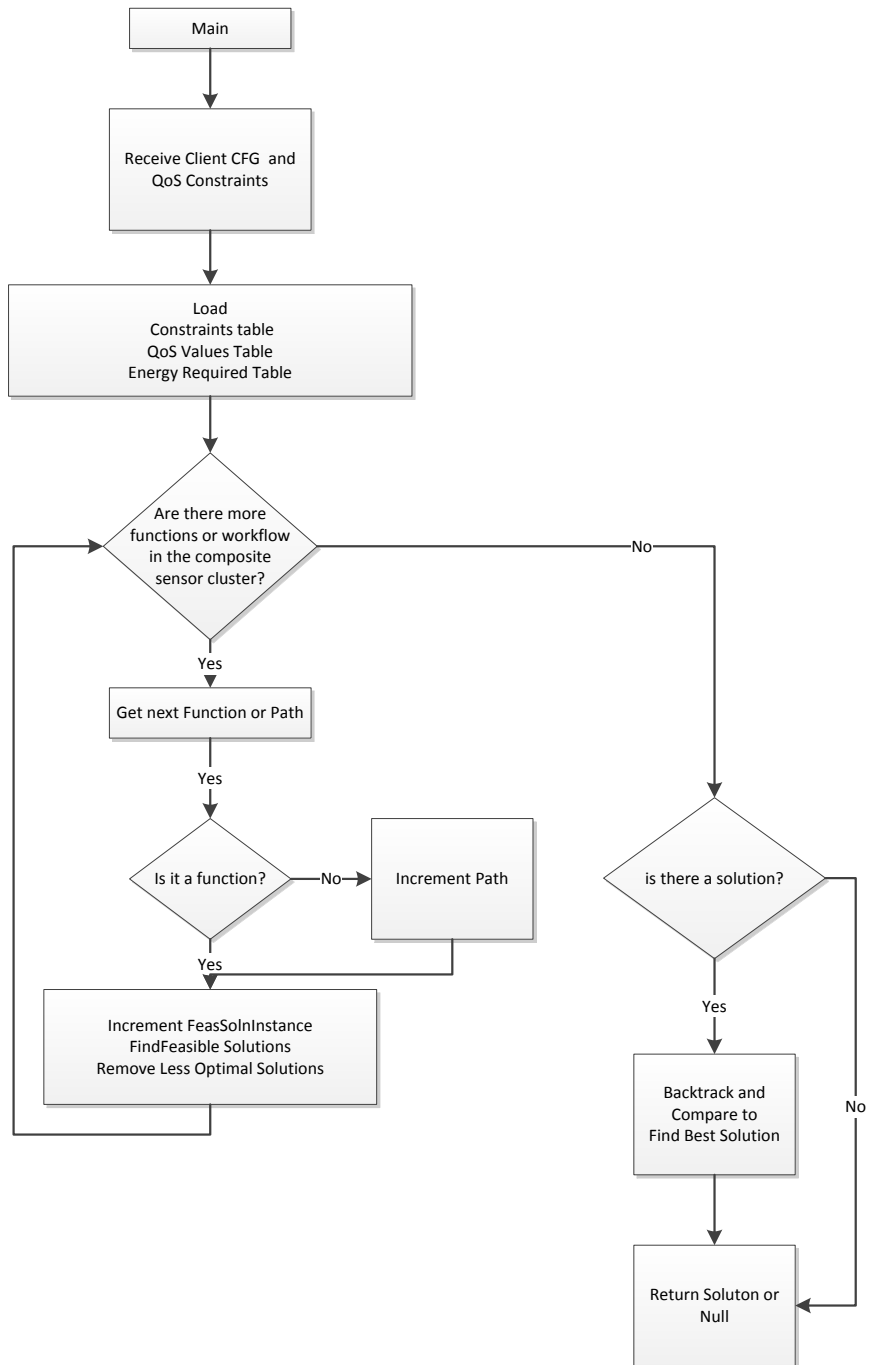 Main
Receive Client CFG and
QoS Constraints
Load
Constraints table
QoS Values Table
Energy Required Table
Are there more
functions or workflow
in the composite
sensor cluster?
No
Yes
Get next Function or Path
Yes
Is it a function?
No
Increment Path
is there a solution?
Yes
Increment FeasSolnInstance
FindFeasible Solutions
Remove Less Optimal Solutions
Yes
Backtrack and
Compare to
Find Best Solution
No
Return Soluton or
Null